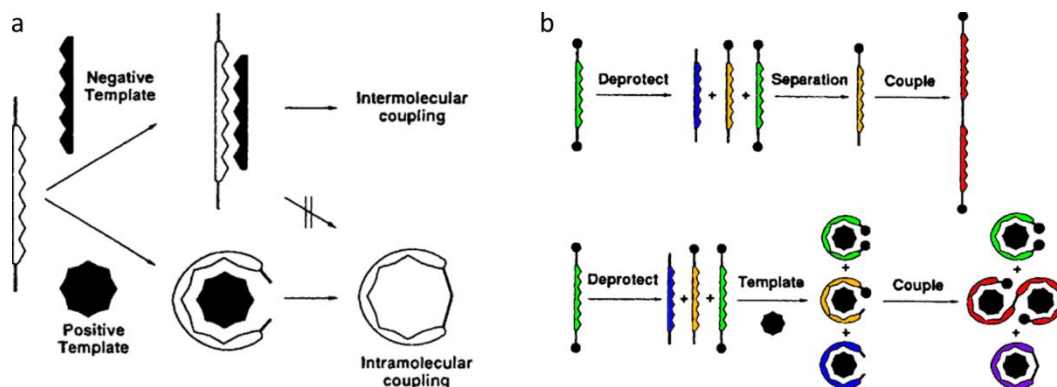 a
Negative
Template
Intermolecular
coupling
Positive
Template
Intramolecular
coupling
b
Deprotect
+
+
Separation
Couple
Deprotect
+
+
Template
+
+
Couple
+
+